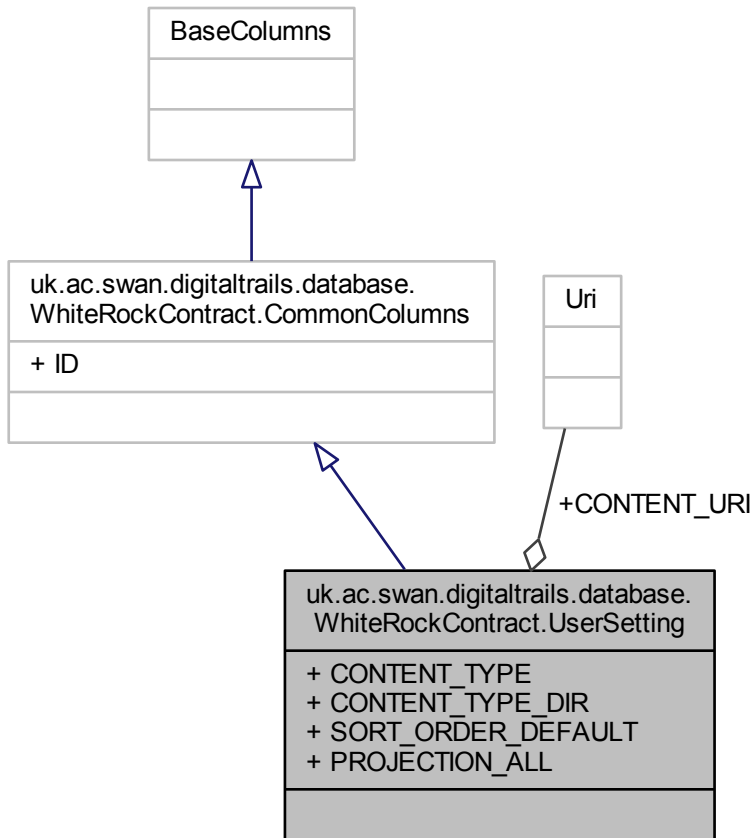 BaseColumns
uk.ac.swan.digitaltrails.database.
WhiteRockContract.CommonColumns
+ ID
Uri
+CONTENT_URI
uk.ac.swan.digitaltrails.database.
WhiteRockContract.UserSetting
+ CONTENT_TYPE
+ CONTENT_TYPE_DIR
+ SORT_ORDER_DEFAULT
+ PROJECTION_ALL